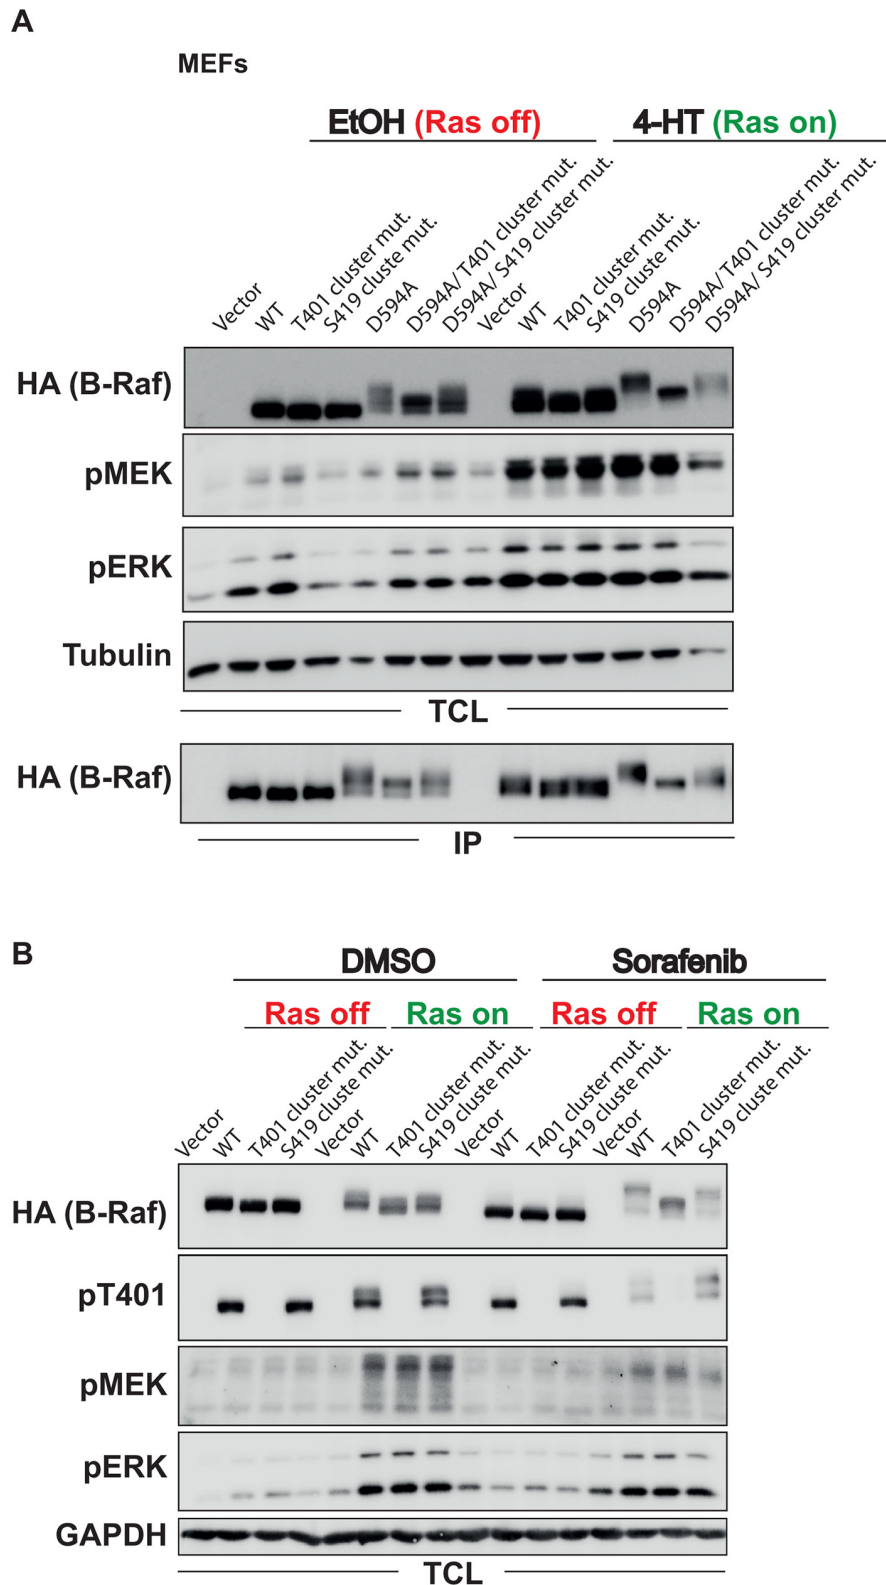 A
MEFs
EtOH (Ras off) 4-HT (Ras on)
Vector WT T401 cluster mut. S419 cluste mut. D594A D594A/ T401 cluster mut. D594A/ S419 cluster mut. Vector WT T401 cluster mut. S419 cluste mut. D594A D594A/ T401 cluster mut. D594A/ S419 cluster mut.
HA (B-Raf)
pMEK
pERK
Tubulin
TCL
HA (B-Raf)
IP
B
DMSO Sorafenib
Ras off Ras on Ras off Ras on
Vector WT T401 cluster mut. S419 cluste mut. Vector WT T401 cluster mut. S419 cluste mut. Vector WT T401 cluster mut. S419 cluste mut. Vector WT T401 cluster mut. S419 cluste mut.
HA (B-Raf)
pT401
pMEK
pERK
GAPDH
TCL